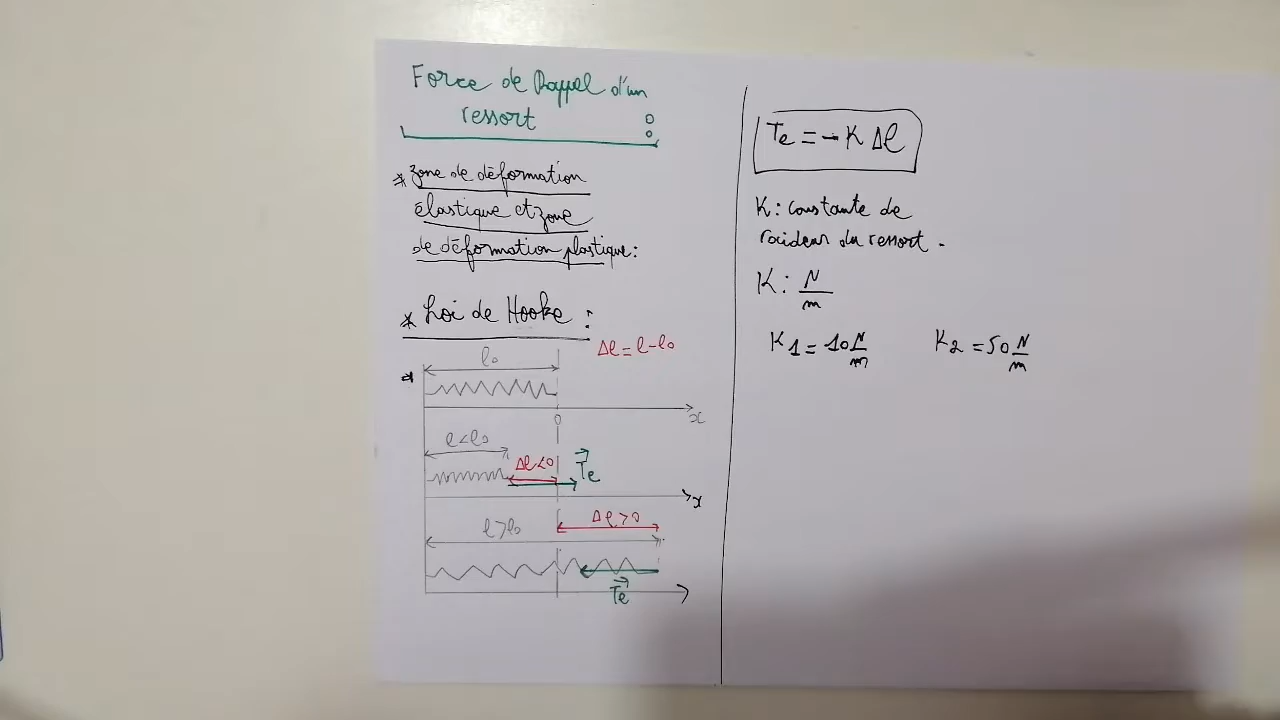 Force de Rappel d'un
ressort :
* Zone de déformation
élastique et zone
de déformation plastique:
* Loi de Hooke :
Δl = l-l0
l0
x
0
l<l0
Δl<0
Te
x
l>l0
Δl>0
Te
Te = -K Δl
K: constante de
raideur du ressort.
K: N/m
K1 = 10 N/m K2 = 50 N/m